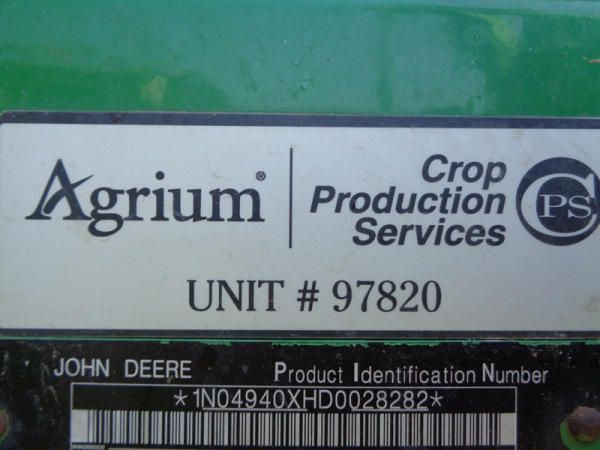 Agrium®
Crop
Production
Services
CPS
UNIT # 97820
JOHN DEERE Product Identification Number
*1N04940XHD0028282*